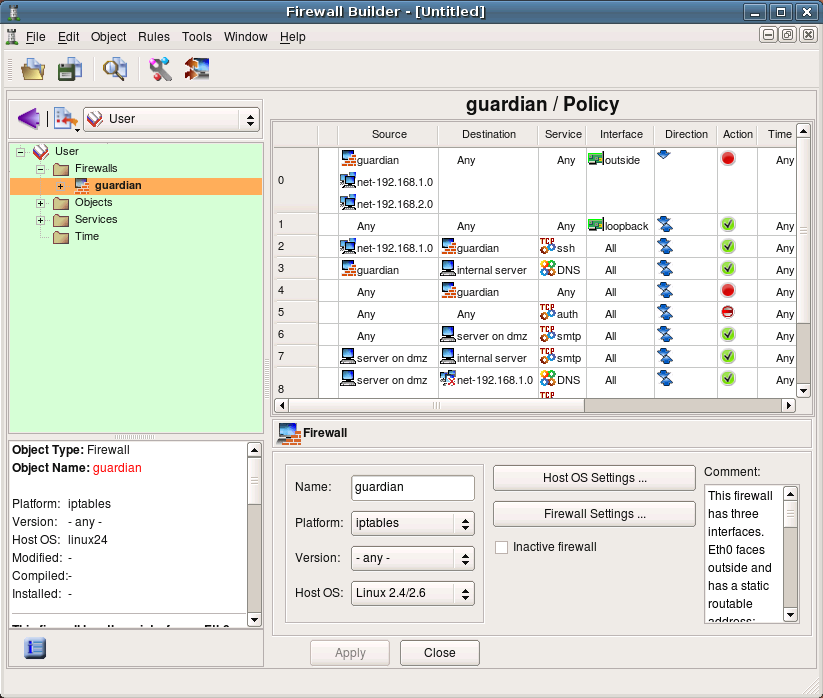 Firewall Builder - [Untitled]
File Edit Object Rules Tools Window Help
User
User
Firewalls
guardian
Objects
Services
Time
guardian / Policy
Source Destination Service Interface Direction Action Time
0 guardian Any Any outside Any
net-192.168.1.0
net-192.168.2.0
1 Any Any Any loopback Any
2 net-192.168.1.0 guardian TCP ssh All Any
3 guardian internal server DNS All Any
4 Any guardian Any All Any
5 Any Any TCP auth All Any
6 Any server on dmz TCP smtp All Any
7 server on dmz internal server TCP smtp All Any
8 server on dmz net-192.168.1.0 DNS All Any
TCP
Object Type: Firewall
Object Name: guardian
Platform: iptables
Version: - any -
Host OS: linux24
Modified: -
Compiled:-
Installed: -
Firewall
Name: guardian
Platform: iptables
Version: - any -
Host OS: Linux 2.4/2.6
Host OS Settings ...
Firewall Settings ...
Inactive firewall
Comment:
This firewall
has three
interfaces.
Eth0 faces
outside and
has a static
routable
address;
Apply Close